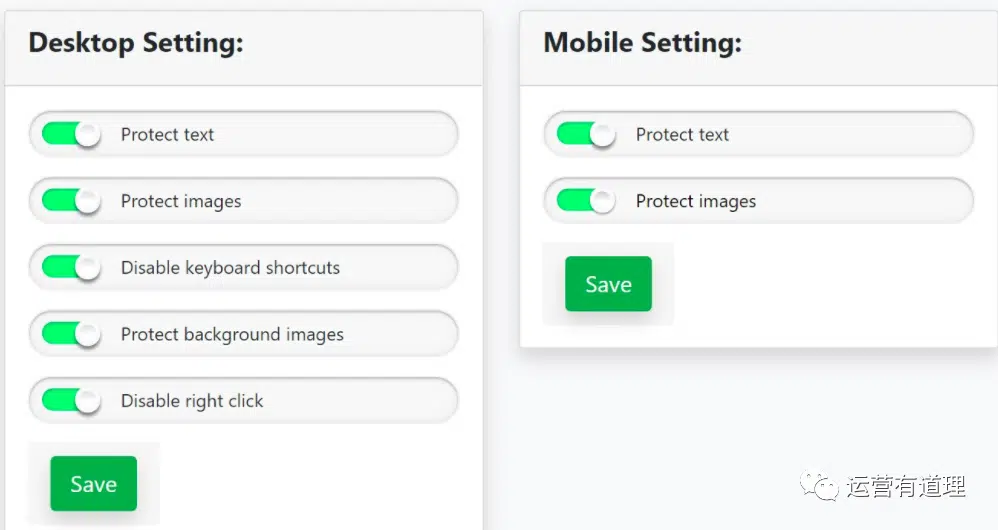 Desktop Setting:
Protect text
Protect images
Disable keyboard shortcuts
Protect background images
Disable right click
Save
Mobile Setting:
Protect text
Protect images
Save
运营有道理